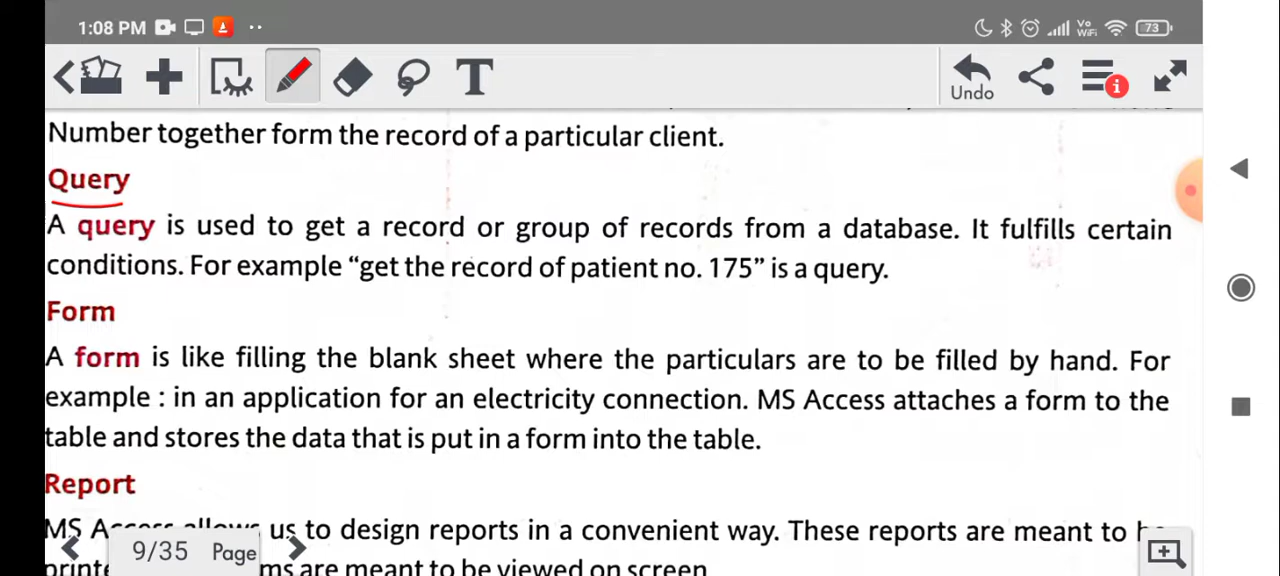 1:08 PM
Vo
WiFi
73
T
Undo
i
Number together form the record of a particular client.
Query
A query is used to get a record or group of records from a database. It fulfills certain
conditions. For example “get the record of patient no. 175” is a query.
Form
A form is like filling the blank sheet where the particulars are to be filled by hand. For
example : in an application for an electricity connection. MS Access attaches a form to the
table and stores the data that is put in a form into the table.
Report
MS Access allows us to design reports in a convenient way. These reports are meant to be
9/35 Page
are meant to be viewed on screen